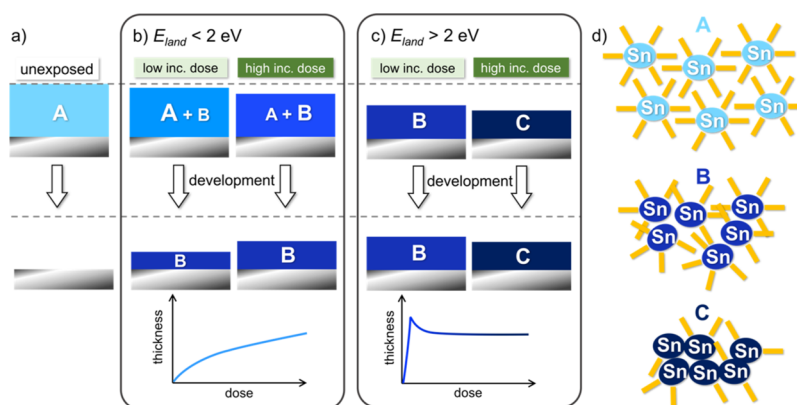 a)
unexposed
A
b) E_land < 2 eV
low inc. dose
high inc. dose
A + B
A + B
development
B
B
thickness
dose
c) E_land > 2 eV
low inc. dose
high inc. dose
B
C
development
B
C
thickness
dose
d)
A
Sn
Sn
Sn
Sn
Sn
Sn
B
Sn
Sn
Sn
Sn
Sn
Sn
C
Sn
Sn
Sn
Sn
Sn
Sn